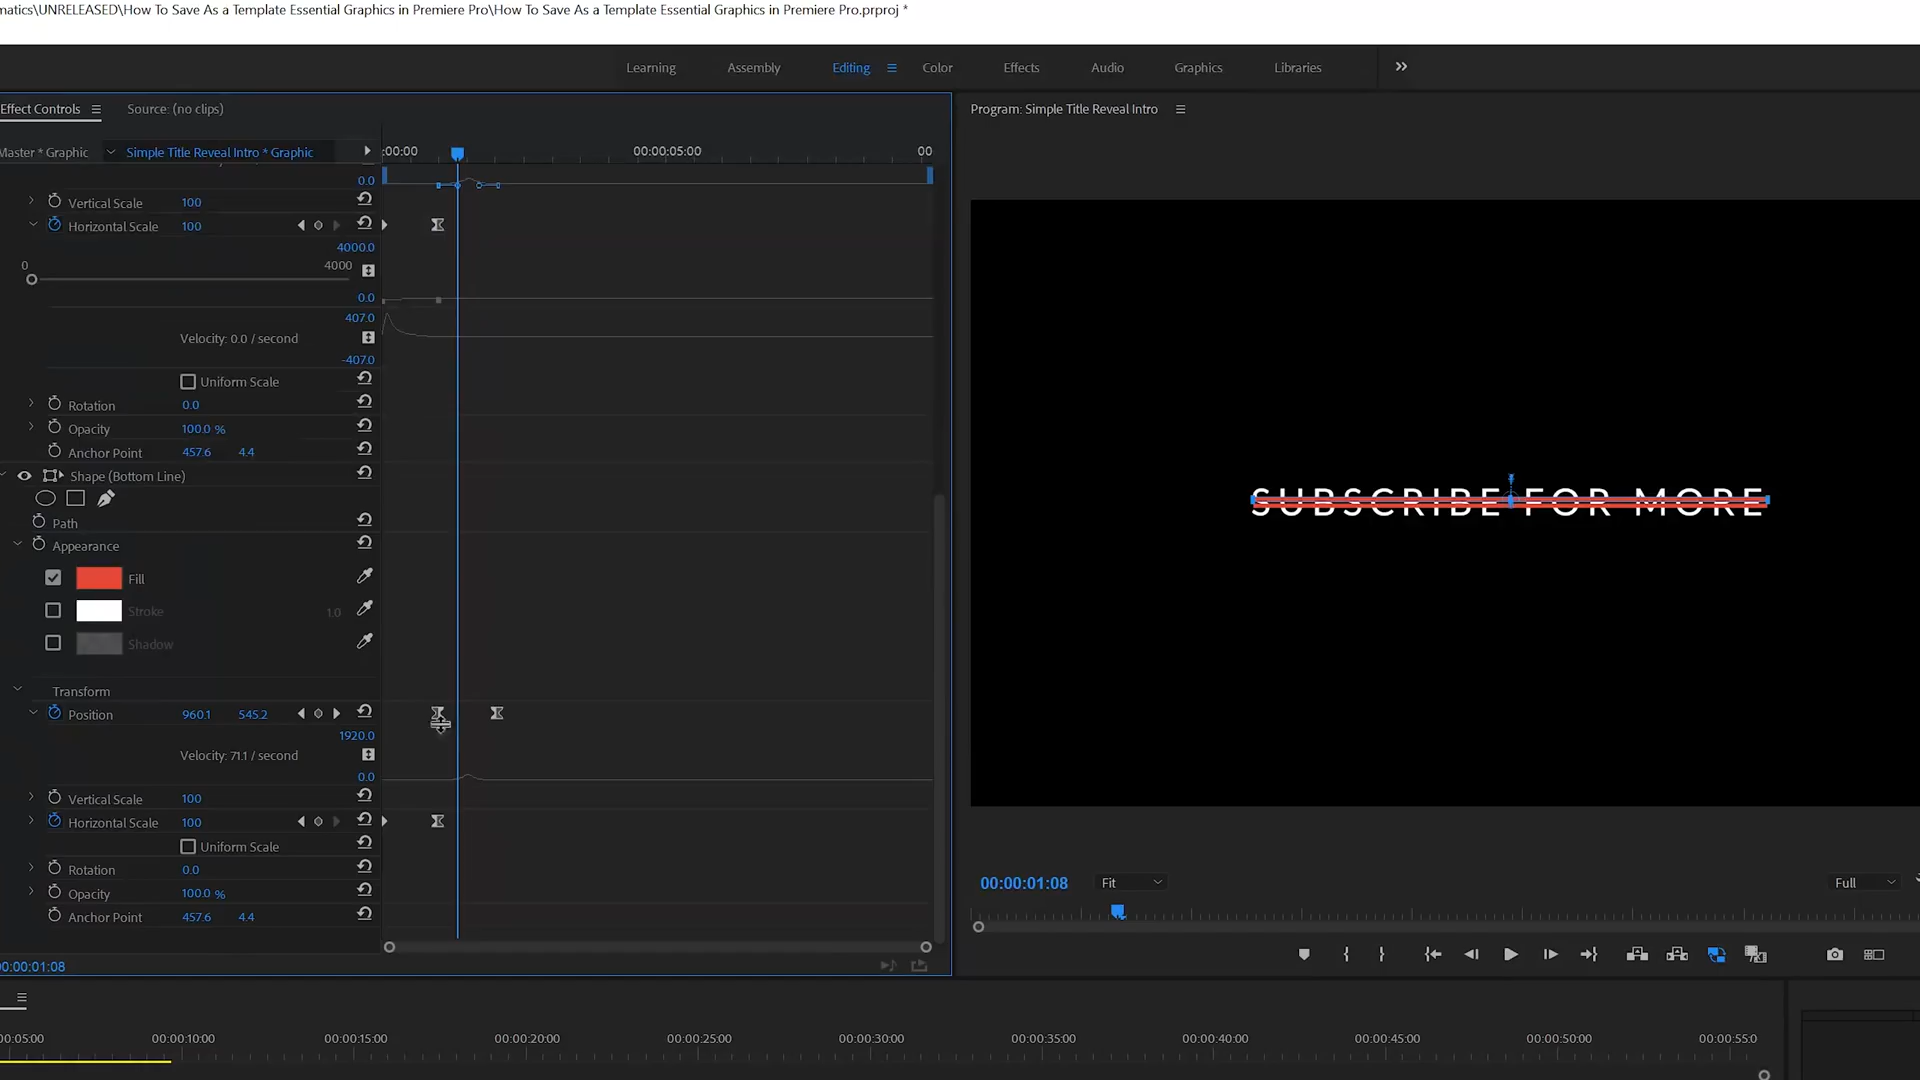 matics\UNRELEASED\How To Save As a Template Essential Graphics in Premiere Pro\How To Save As a Template Essential Graphics in Premiere Pro.prproj *
Learning Assembly Editing Color Effects Audio Graphics Libraries
Effect Controls Source: (no clips)
Program: Simple Title Reveal Intro
Master * Graphic Simple Title Reveal Intro * Graphic
:00:00 00:00:05:00 00
0.0
Vertical Scale 100
Horizontal Scale 100
4000.0
0 4000
0.0
407.0
Velocity: 0.0 / second
-407.0
Uniform Scale
Rotation 0.0
Opacity 100.0 %
Anchor Point 457.6 4.4
Shape (Bottom Line)
Path
Appearance
Fill
Stroke 1.0
Shadow
Transform
Position 960.1 545.2
1920.0
Velocity: 71.1 / second
0.0
Vertical Scale 100
Horizontal Scale 100
Uniform Scale
Rotation 0.0
Opacity 100.0 %
Anchor Point 457.6 4.4
00:00:01:08
SUBSCRIBE FOR MORE
00:00:01:08 Fit Full
00:05:00 00:00:10:00 00:00:15:00 00:00:20:00 00:00:25:00 00:00:30:00 00:00:35:00 00:00:40:00 00:00:45:00 00:00:50:00 00:00:55:0